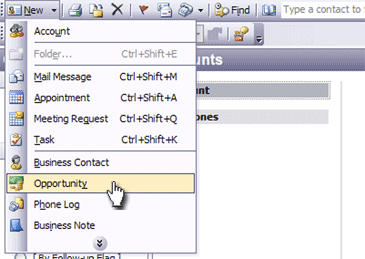 New
Find
Type a contact to
Account
Folder... Ctrl+Shift+E
Mail Message Ctrl+Shift+M
Appointment Ctrl+Shift+A
Meeting Request Ctrl+Shift+Q
Task Ctrl+Shift+K
Business Contact
Opportunity
Phone Log
Business Note
unts
unt
ones
[ By Follow-up Flag ]